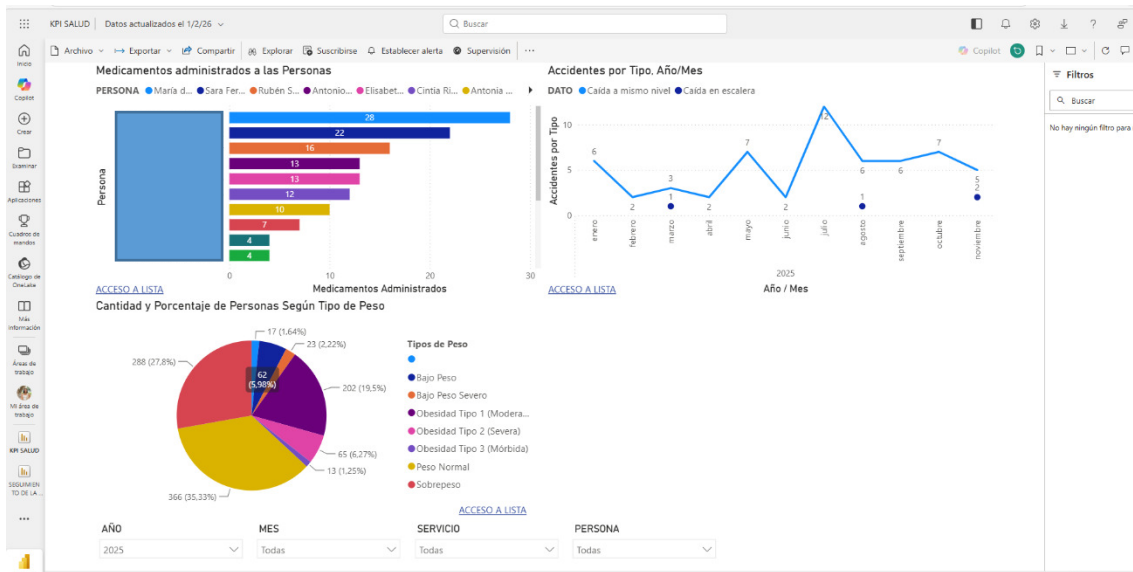 KPI SALUD
Datos actualizados el 1/2/26
Buscar
Inicio
Copilot
Crear
Examinar
Aplicaciones
Cuadros de mandos
Catálogo de OneLake
Más información
Áreas de trabajo
Mi área de trabajo
KPI SALUD
SEGUIMIEN
TO DE LA ...
Archivo
Exportar
Compartir
Explorar
Suscribirse
Establecer alerta
Supervisión
Copilot
Medicamentos administrados a las Personas
PERSONA María d... Sara Fer... Rubén S... Antonio... Elisabet... Cintia Ri... Antonia ...
Persona
28
22
16
13
13
12
10
7
4
4
0 10 20 30
Medicamentos Administrados
ACCESO A LISTA
Accidentes por Tipo, Año/Mes
DATO Caída a mismo nivel Caída en escalera
Accidentes por Tipo
10
5
0
6
2
3
1
2
7
2
12
6
1
6
7
5
2
enero
febrero
marzo
abril
mayo
junio
julio
agosto
septiembre
octubre
noviembre
2025
Año / Mes
ACCESO A LISTA
Cantidad y Porcentaje de Personas Según Tipo de Peso
17 (1,64%)
62
(5,98%)
23 (2,22%)
202 (19,5%)
65 (6,27%)
13 (1,25%)
366 (35,33%)
288 (27,8%)
Tipos de Peso
Bajo Peso
Bajo Peso Severo
Obesidad Tipo 1 (Modera...
Obesidad Tipo 2 (Severa)
Obesidad Tipo 3 (Mórbida)
Peso Normal
Sobrepeso
ACCESO A LISTA
AÑO MES SERVICIO PERSONA
2025 Todas Todas Todas
Filtros
Buscar
No hay ningún filtro para